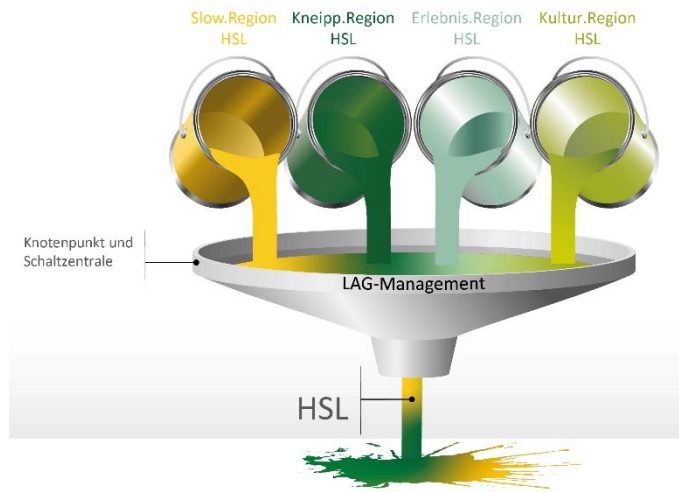 Slow.Region
HSL
Kneipp.Region
HSL
Erlebnis.Region
HSL
Kultur.Region
HSL
Knotenpunkt und
Schaltzentrale
LAG-Management
HSL